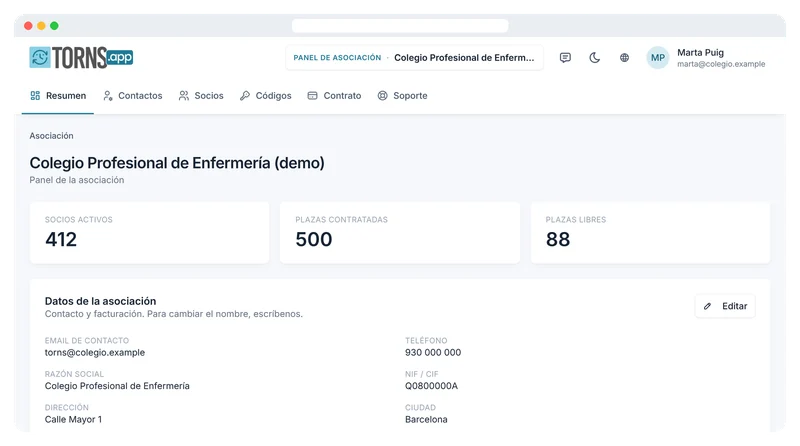 TORNS.app
PANEL DE ASOCIACIÓN · Colegio Profesional de Enferm...
MP
Marta Puig
marta@colegio.example
Resumen
Contactos
Socios
Códigos
Contrato
Soporte
Asociación
Colegio Profesional de Enfermería (demo)
Panel de la asociación
SOCIOS ACTIVOS
412
PLAZAS CONTRATADAS
500
PLAZAS LIBRES
88
Datos de la asociación
Contacto y facturación. Para cambiar el nombre, escríbenos.
Editar
EMAIL DE CONTACTO
torns@colegio.example
TELÉFONO
930 000 000
RAZÓN SOCIAL
Colegio Profesional de Enfermería
NIF / CIF
Q0800000A
DIRECCIÓN
Calle Mayor 1
CIUDAD
Barcelona